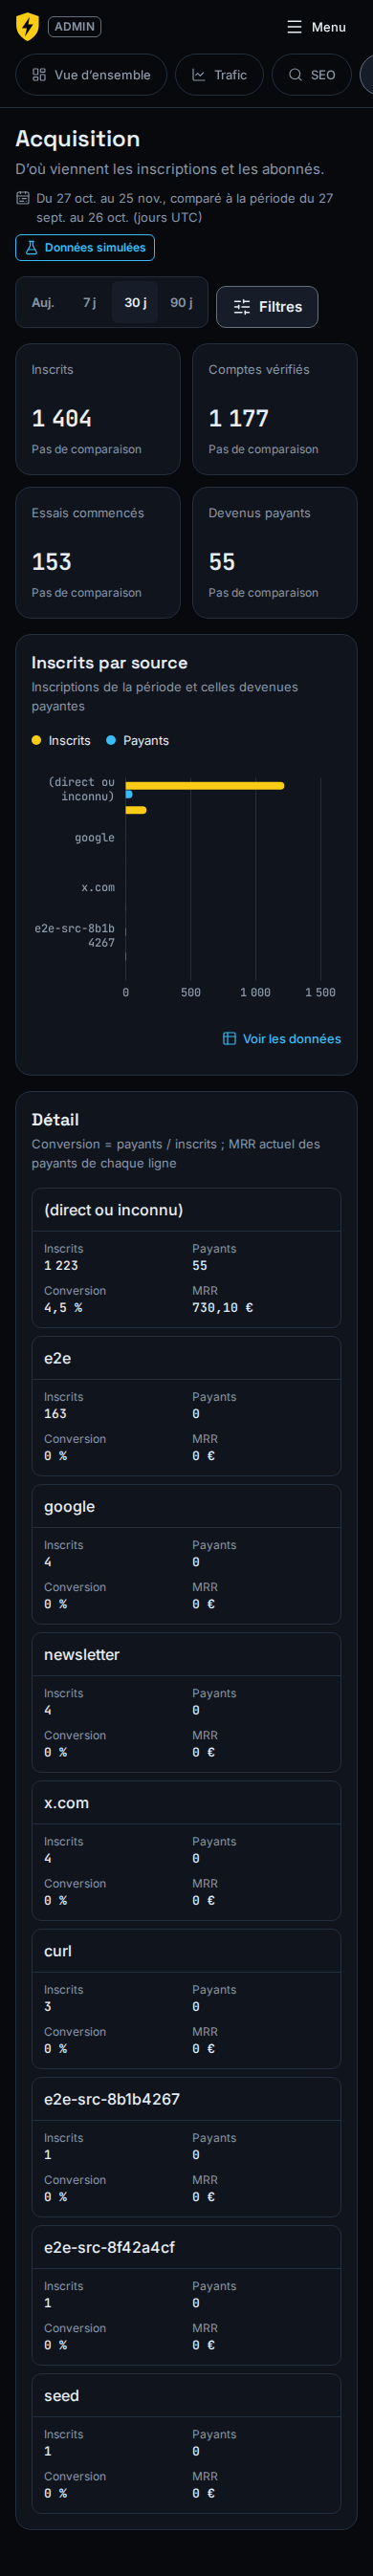 ADMIN
Menu
Vue d’ensemble
Trafic
SEO
Acquisition
D’où viennent les inscriptions et les abonnés.
Du 27 oct. au 25 nov., comparé à la période du 27
sept. au 26 oct. (jours UTC)
Données simulées
Auj.
7 j
30 j
90 j
Filtres
Inscrits
Comptes vérifiés
1 404
1 177
Pas de comparaison
Pas de comparaison
Essais commencés
Devenus payants
153
55
Pas de comparaison
Pas de comparaison
Inscrits par source
Inscriptions de la période et celles devenues
payantes
Inscrits
Payants
(direct ou
inconnu)
google
x.com
e2e-src-8b1b
4267
0
500
1 000
1 500
Voir les données
Détail
Conversion = payants / inscrits ; MRR actuel des
payants de chaque ligne
(direct ou inconnu)
Inscrits
Payants
1 223
55
Conversion
MRR
4,5 %
730,10 €
e2e
Inscrits
Payants
163
0
Conversion
MRR
0 %
0 €
google
Inscrits
Payants
4
0
Conversion
MRR
0 %
0 €
newsletter
Inscrits
Payants
4
0
Conversion
MRR
0 %
0 €
x.com
Inscrits
Payants
4
0
Conversion
MRR
0 %
0 €
curl
Inscrits
Payants
3
0
Conversion
MRR
0 %
0 €
e2e-src-8b1b4267
Inscrits
Payants
1
0
Conversion
MRR
0 %
0 €
e2e-src-8f42a4cf
Inscrits
Payants
1
0
Conversion
MRR
0 %
0 €
seed
Inscrits
Payants
1
0
Conversion
MRR
0 %
0 €